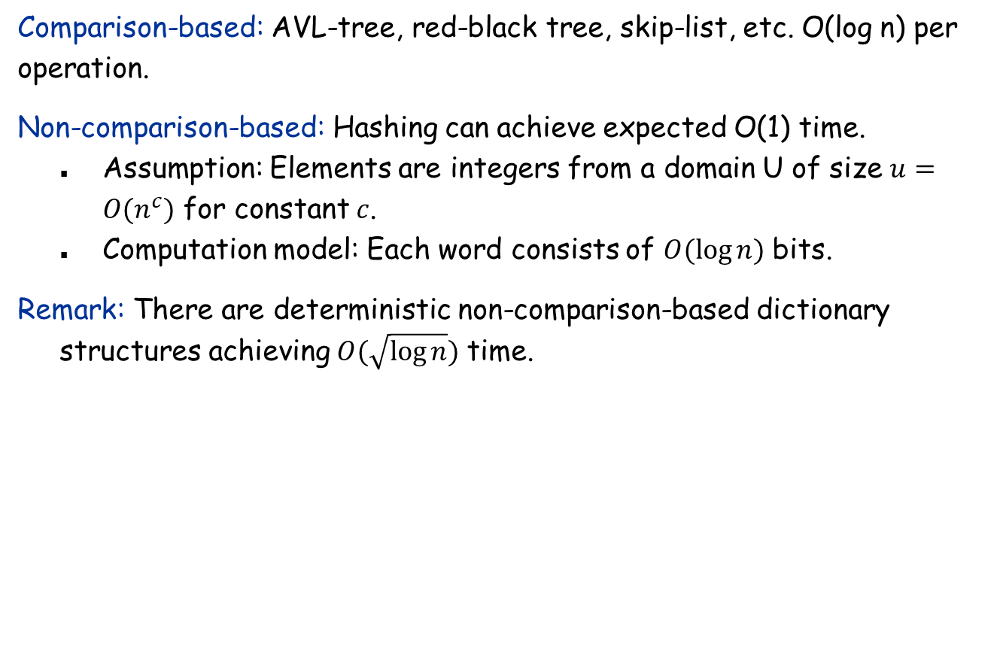 Comparison-based: AVL-tree, red-black tree, skip-list, etc. O(log n) per
operation.
Non-comparison-based: Hashing can achieve expected O(1) time.
▪ Assumption: Elements are integers from a domain U of size 𝑢 =
𝑂(𝑛ᶜ) for constant 𝑐.
▪ Computation model: Each word consists of 𝑂(log 𝑛) bits.
Remark: There are deterministic non-comparison-based dictionary
structures achieving 𝑂(√log 𝑛) time.